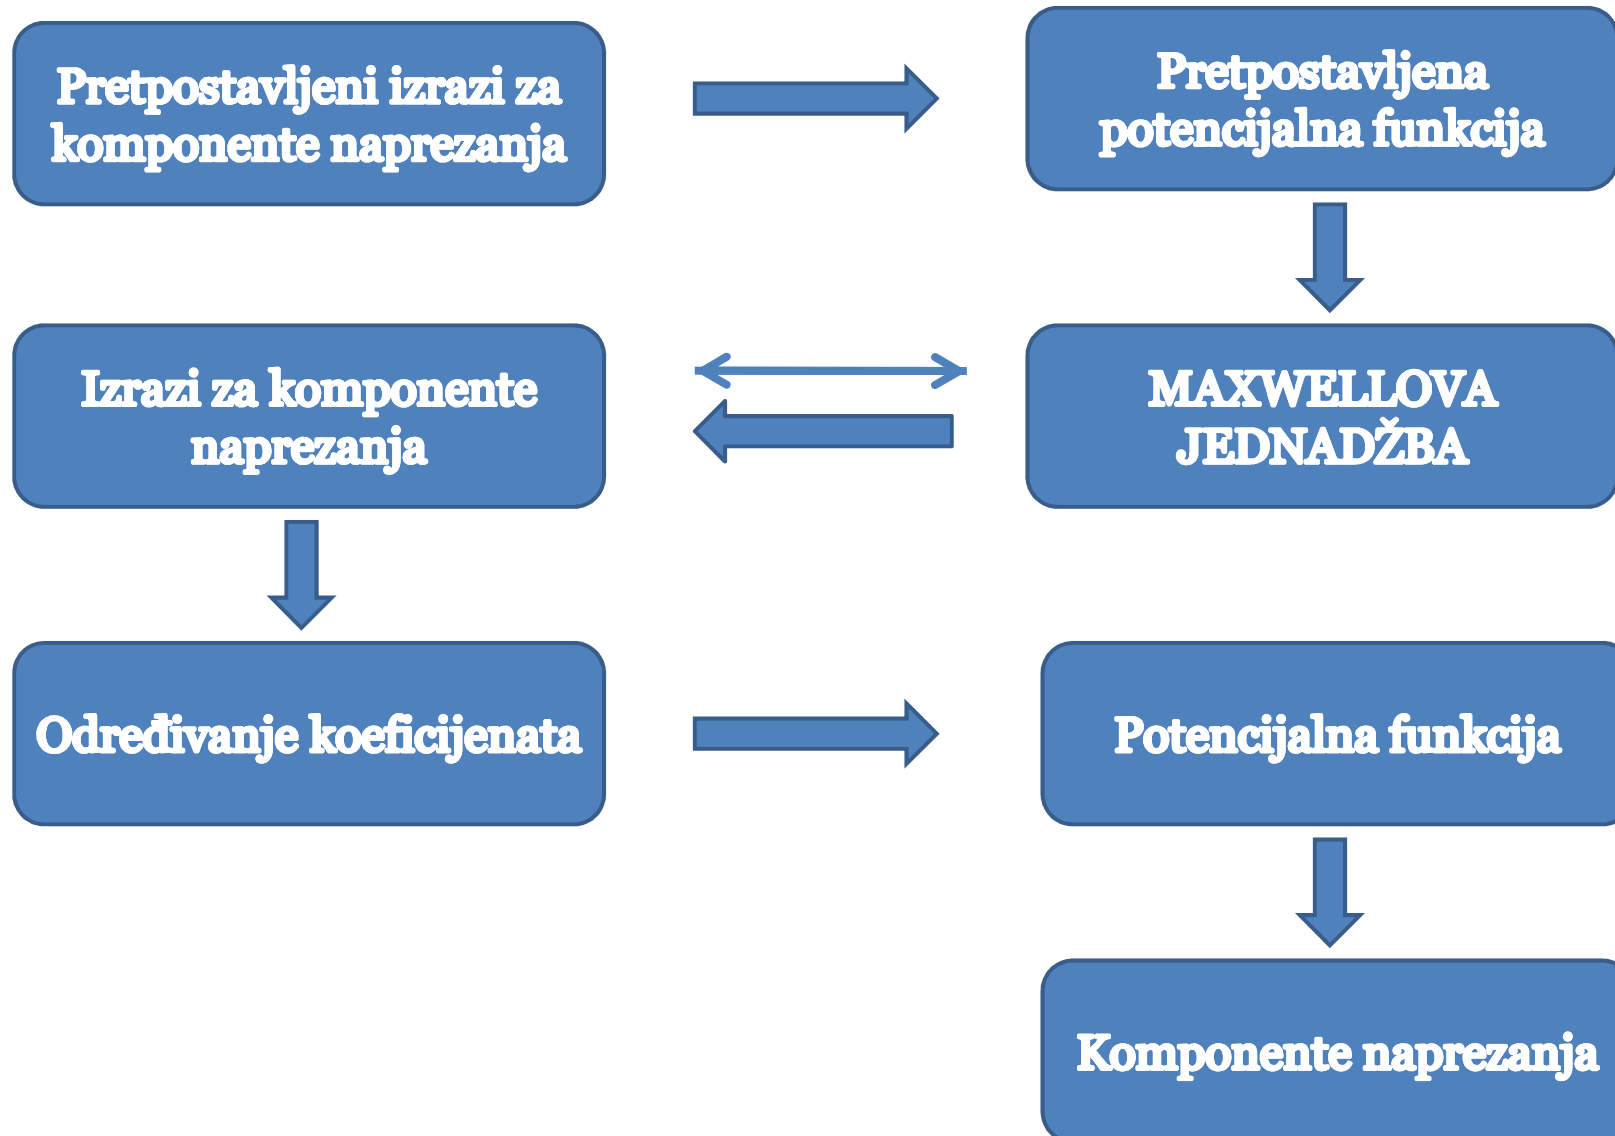 Pretpostavljeni izrazi za
komponente naprezanja
Pretpostavljena
potencijalna funkcija
Izrazi za komponente
naprezanja
MAXWELLOVA
JEDNADŽBA
Određivanje koeficijenata
Potencijalna funkcija
Komponente naprezanja